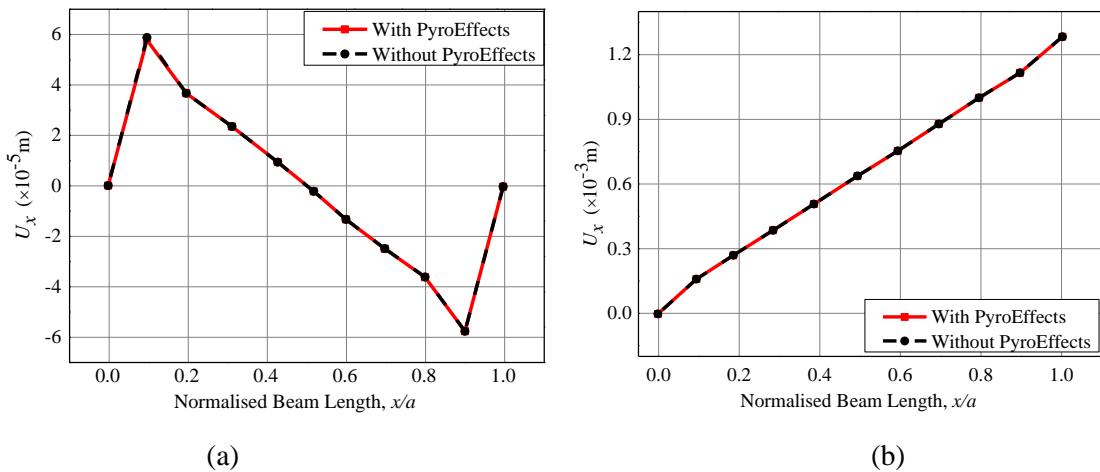 With PyroEffects
Without PyroEffects
6
4
2
0
-2
-4
-6
U_x (×10⁻⁵m)
0.0 0.2 0.4 0.6 0.8 1.0
Normalised Beam Length, x/a
(a)
1.2
0.9
0.6
0.3
0.0
U_x (×10⁻³m)
With PyroEffects
Without PyroEffects
0.0 0.2 0.4 0.6 0.8 1.0
Normalised Beam Length, x/a
(b)